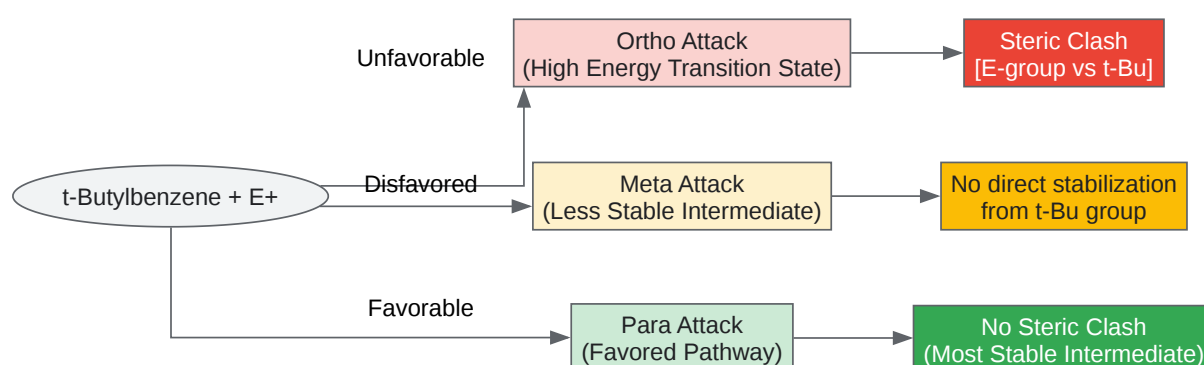 Unfavorable
Ortho Attack
(High Energy Transition State)
Steric Clash
[E-group vs t-Bu]
t-Butylbenzene + E+
Disfavored
Meta Attack
(Less Stable Intermediate)
No direct stabilization
from t-Bu group
Favorable
Para Attack
(Favored Pathway)
No Steric Clash
(Most Stable Intermediate)